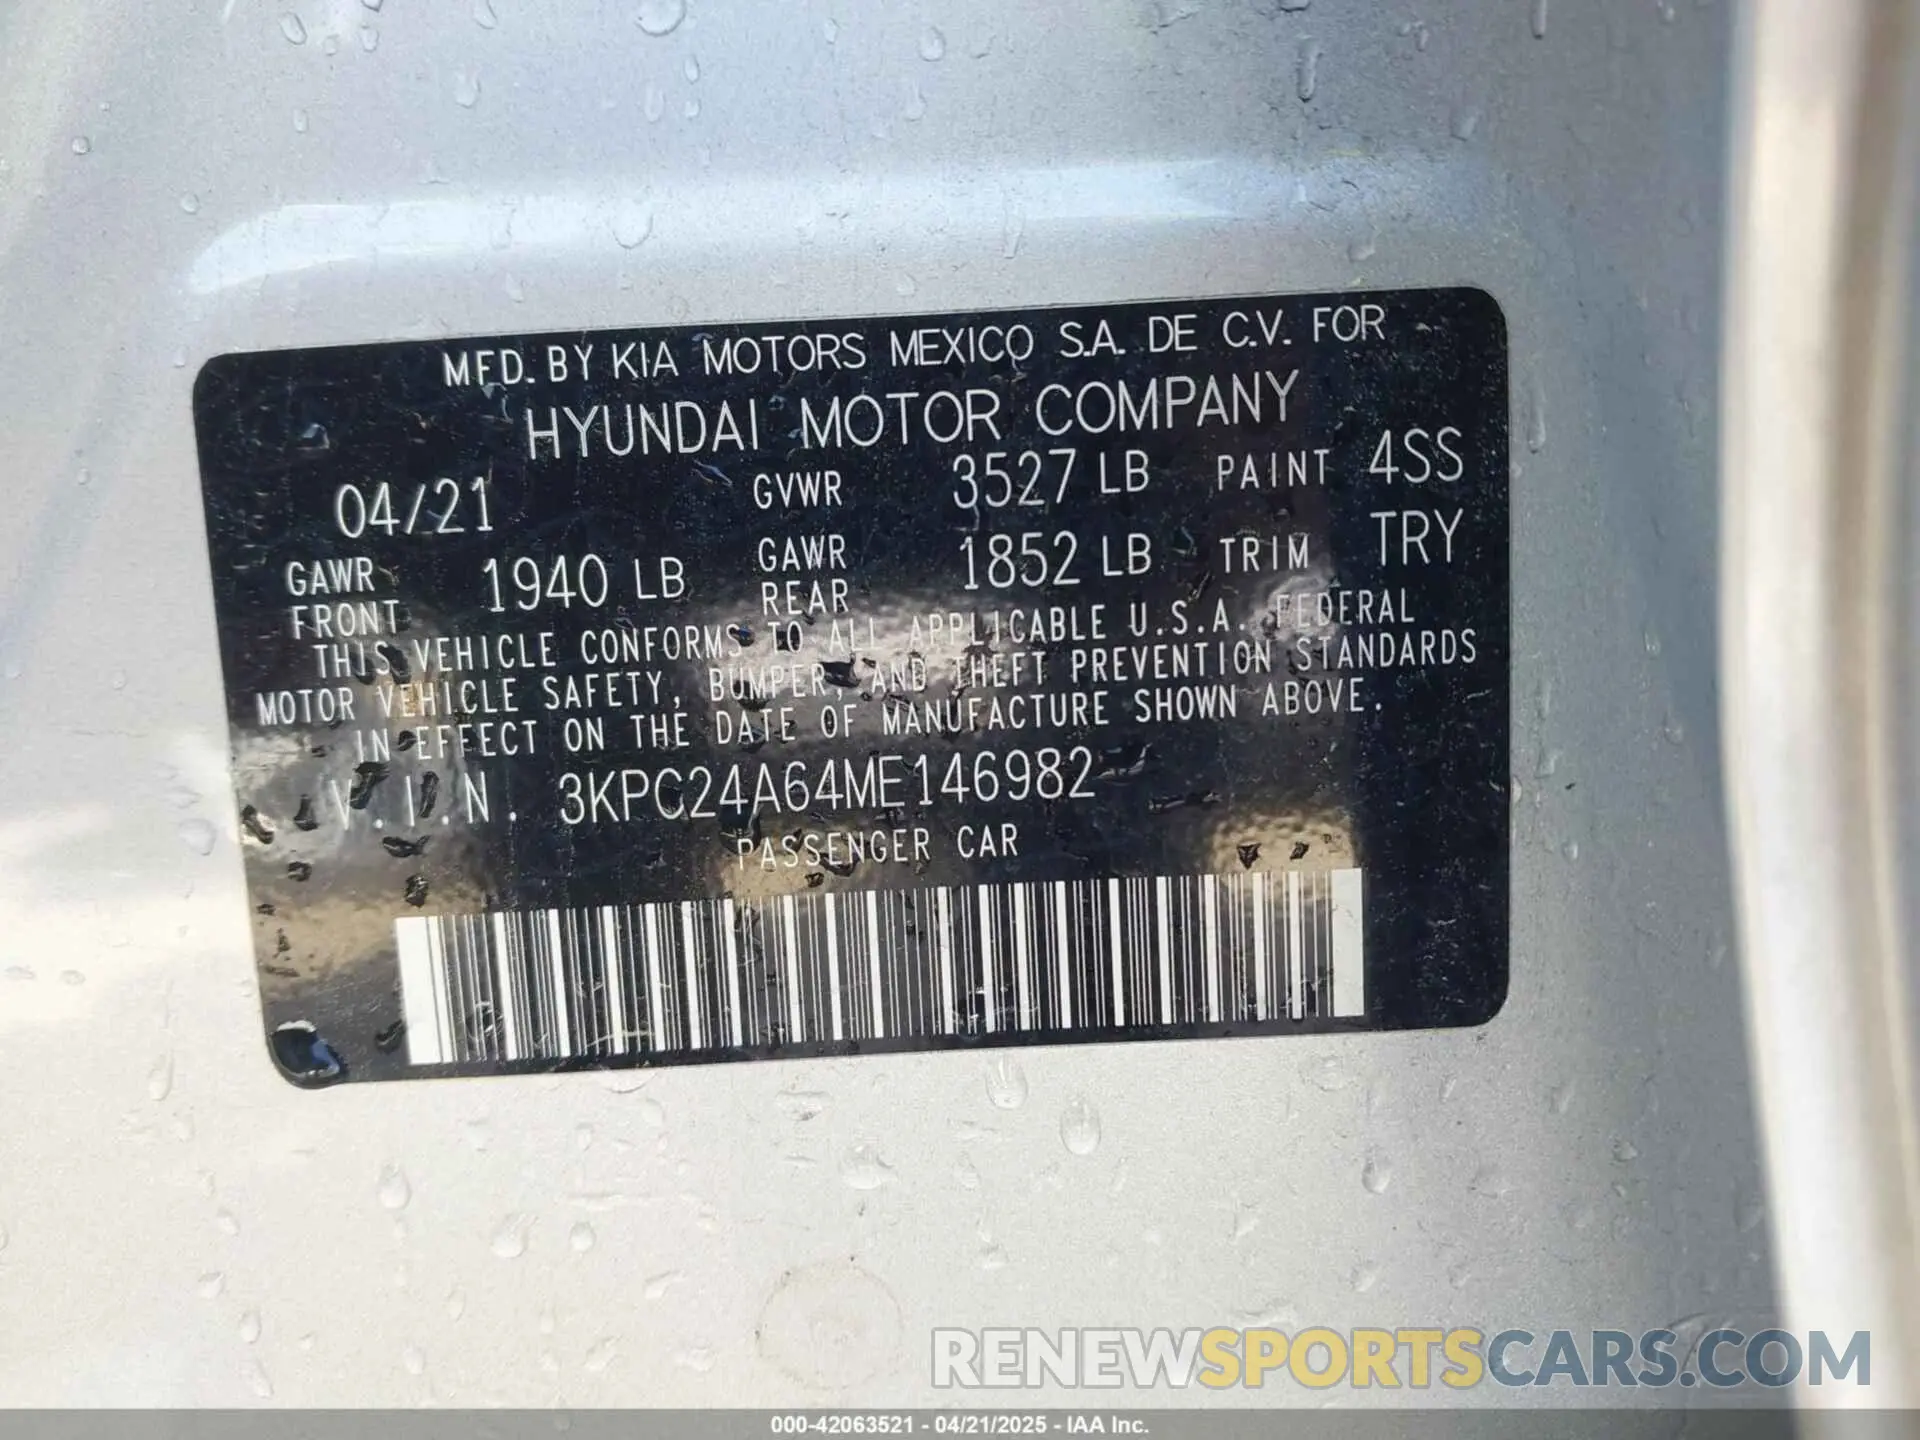 MFD. BY KIA MOTORS MEXICO S.A. DE C.V. FOR
HYUNDAI MOTOR COMPANY
04/21 GVWR 3527 LB PAINT 4SS
GAWR FRONT 1940 LB GAWR REAR 1852 LB TRIM TRY
THIS VEHICLE CONFORMS TO ALL APPLICABLE U.S.A. FEDERAL
MOTOR VEHICLE SAFETY, BUMPER, AND THEFT PREVENTION STANDARDS
IN EFFECT ON THE DATE OF MANUFACTURE SHOWN ABOVE.
V.I.N. 3KPC24A64ME146982
PASSENGER CAR
RENEWSPORTSCARS.COM
000-42063521 - 04/21/2025 - IAA Inc.